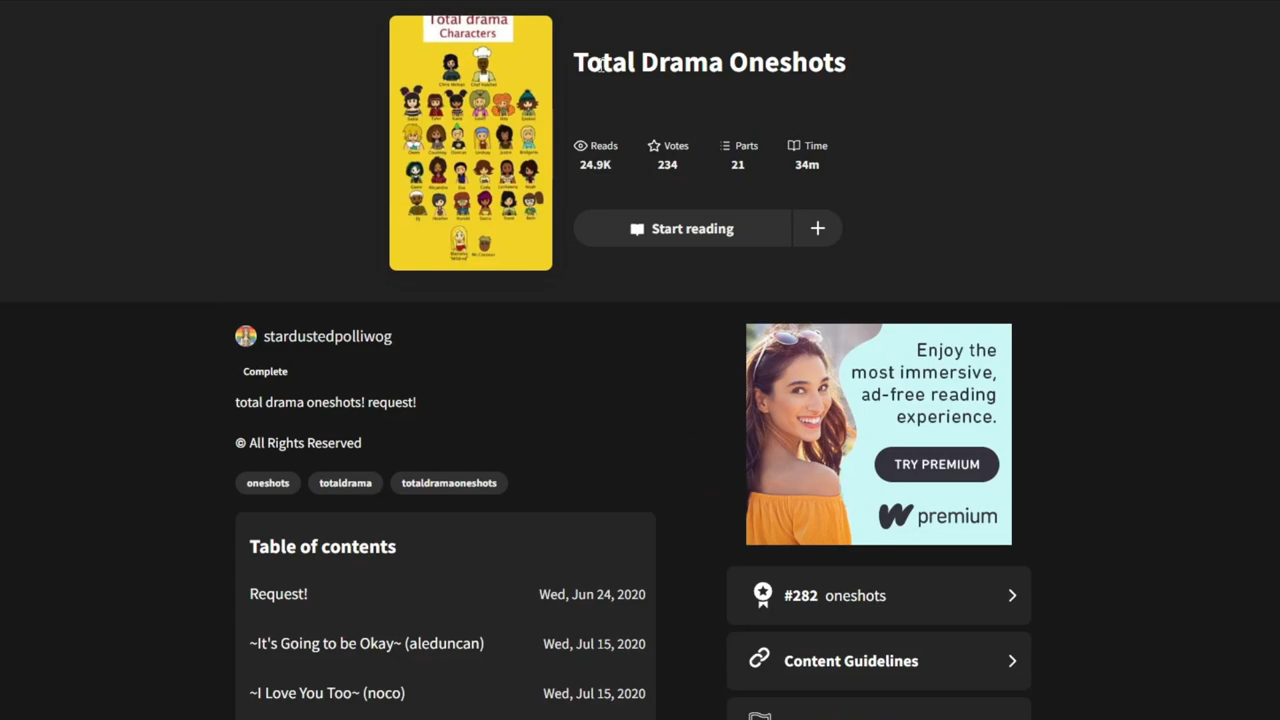 Total drama
Characters
Total Drama Oneshots
Reads
24.9K
Votes
234
Parts
21
Time
34m
Start reading
stardustedpolliwog
Complete
total drama oneshots! request!
© All Rights Reserved
oneshots totaldrama totaldramaoneshots
Table of contents
Request! Wed, Jun 24, 2020
~It's Going to be Okay~ (aleduncan) Wed, Jul 15, 2020
~I Love You Too~ (noco) Wed, Jul 15, 2020
Enjoy the
most immersive,
ad-free reading
experience.
TRY PREMIUM
premium
#282 oneshots
Content Guidelines